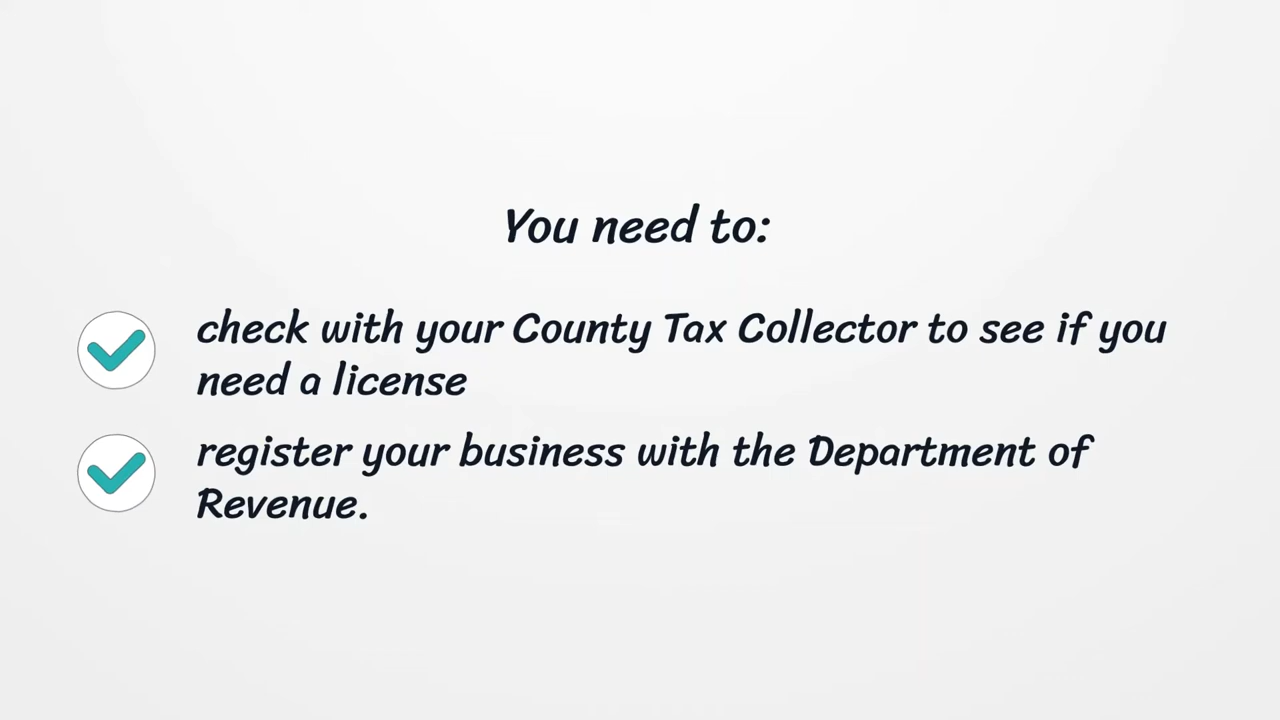 You need to:
check with your County Tax Collector to see if you
need a license
register your business with the Department of
Revenue.